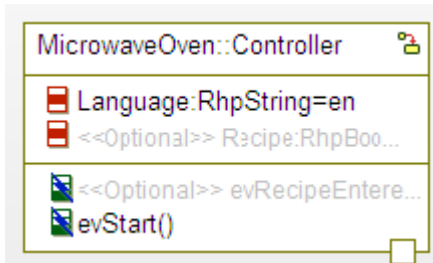 MicrowaveOven::Controller
Language:RhpString=en
<<Optional>> Recipe:RhpBoo...
<<Optional>> evRecipeEntere...
evStart()